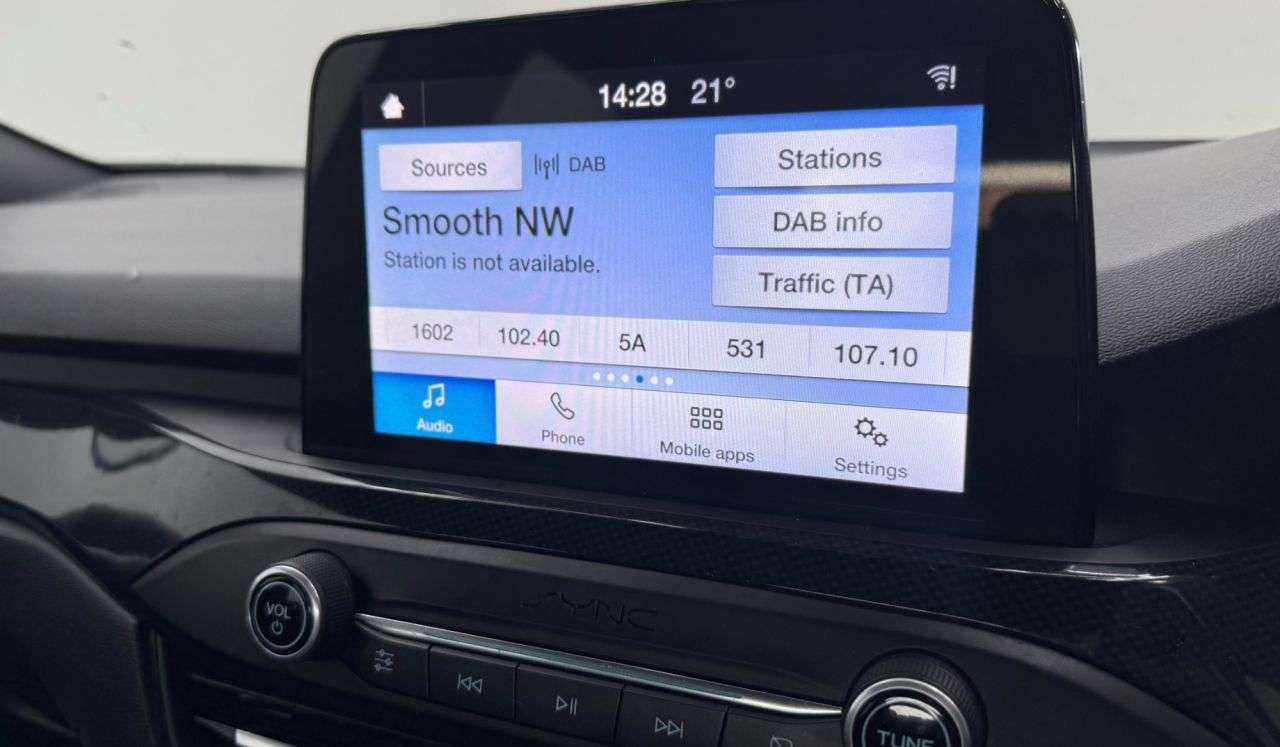 14:28 21°
Sources DAB
Stations
Smooth NW
DAB info
Station is not available.
Traffic (TA)
1602 102.40 5A 531 107.10
Audio Phone Mobile apps Settings
SYNC
VOL
TUNE